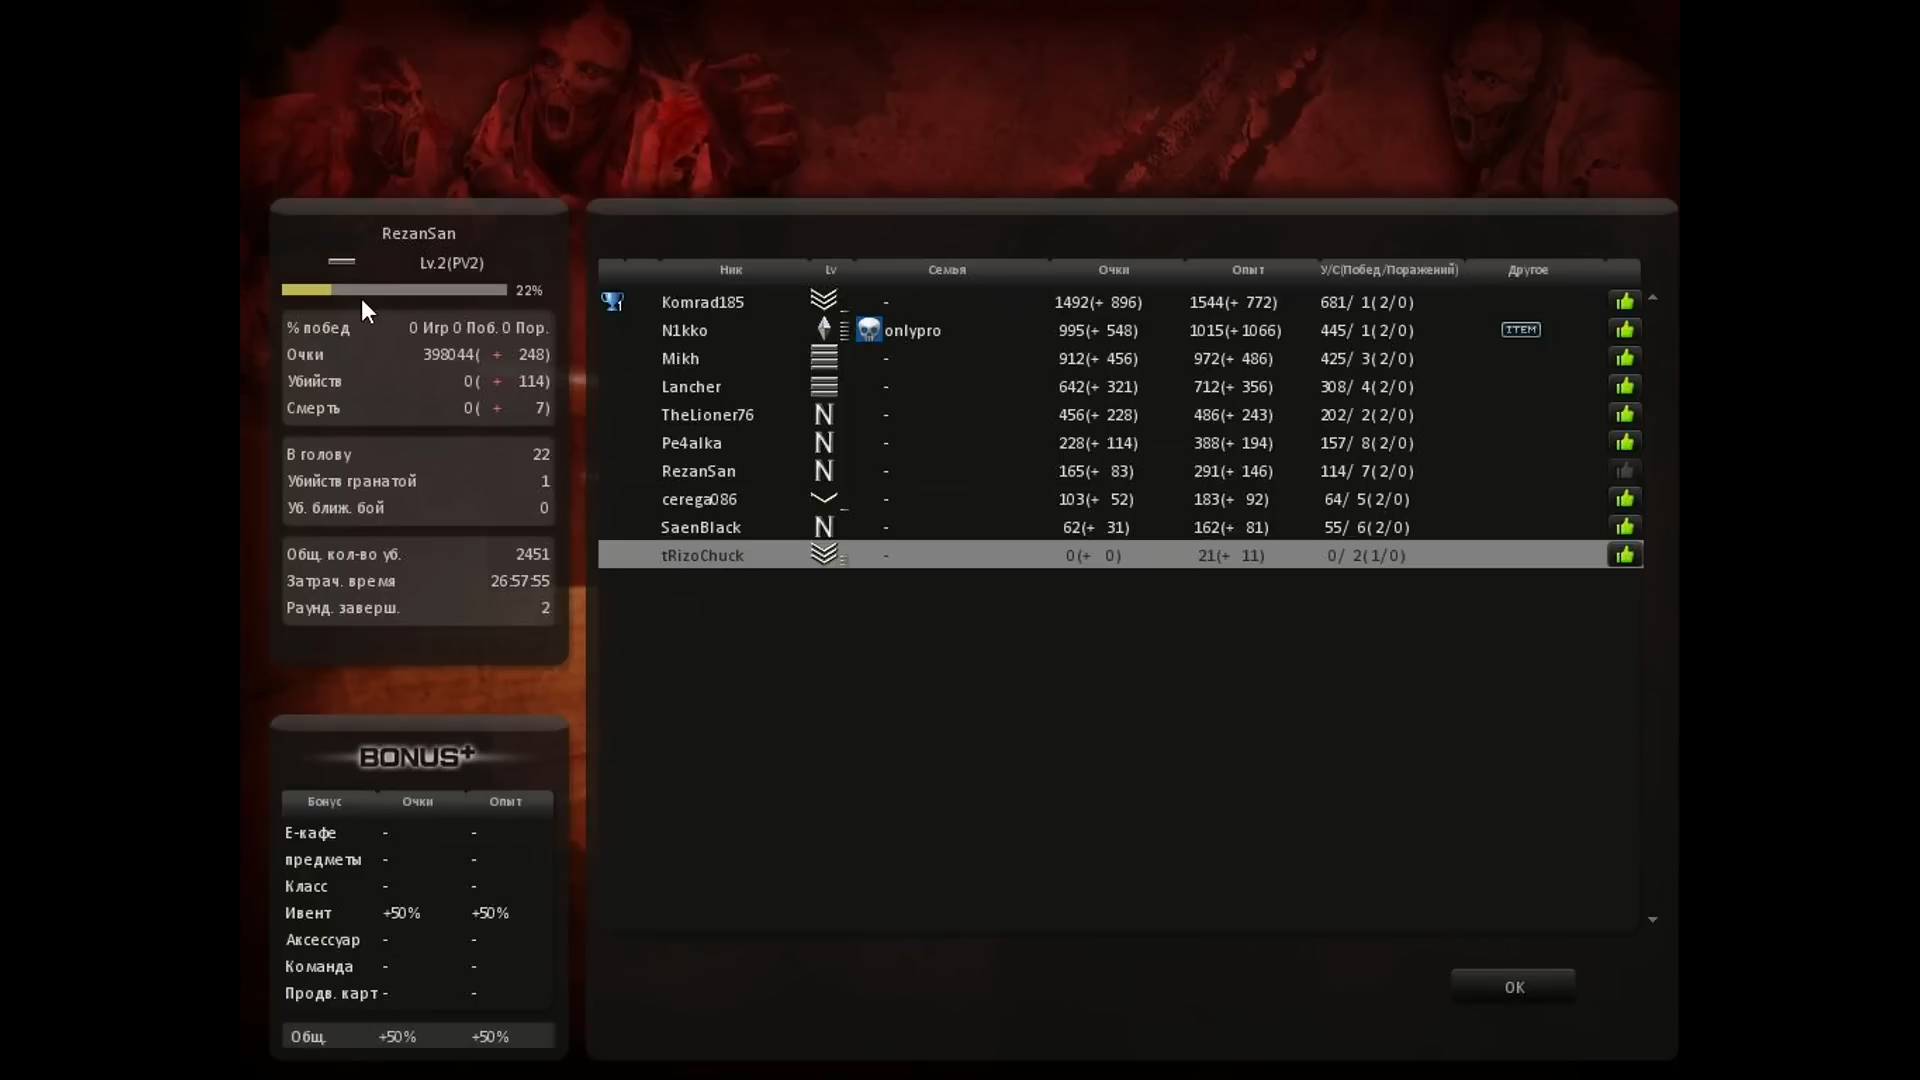 RezanSan
Lv.2(PV2)
22%
% побед 0 Игр 0 Поб. 0 Пор.
Очки 398044( + 248)
Убийств 0( + 114)
Смерть 0( + 7)
В голову 22
Убийств гранатой 1
Уб. ближ. бой 0
Общ. кол-во уб. 2451
Затрач. время 26:57:55
Раунд. заверш. 2
BONUS+
Бонус Очки Опыт
Е-кафе - -
предметы - -
Класс - -
Ивент +50% +50%
Аксессуар - -
Команда - -
Продв. карт - -
Общ. +50% +50%
Ник Lv Семья Очки Опыт У/С(Побед/Поражений) Другое
1 Komrad185 - 1492(+ 896) 1544(+ 772) 681/ 1( 2/0)
N1kko onlypro 995(+ 548) 1015(+1066) 445/ 1( 2/0) ITEM
Mikh - 912(+ 456) 972(+ 486) 425/ 3( 2/0)
Lancher - 642(+ 321) 712(+ 356) 308/ 4( 2/0)
TheLioner76 N - 456(+ 228) 486(+ 243) 202/ 2( 2/0)
Pe4alka N - 228(+ 114) 388(+ 194) 157/ 8( 2/0)
RezanSan N - 165(+ 83) 291(+ 146) 114/ 7( 2/0)
cerega086 - 103(+ 52) 183(+ 92) 64/ 5( 2/0)
SaenBlack N - 62(+ 31) 162(+ 81) 55/ 6( 2/0)
tRizoChuck - 0(+ 0) 21(+ 11) 0/ 2( 1/0)
OK